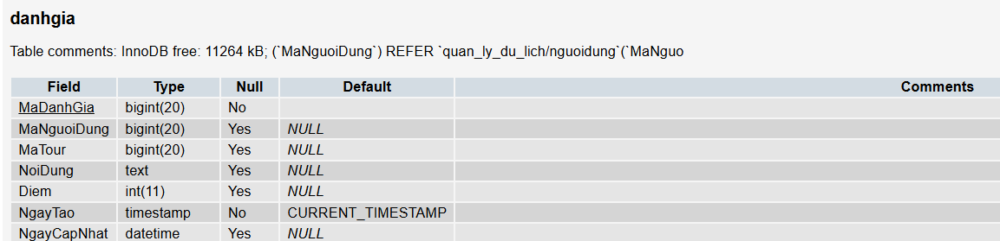 danhgia
Table comments: InnoDB free: 11264 kB; (`MaNguoiDung`) REFER `quan_ly_du_lich/nguoidung`(`MaNguo
Field Type Null Default Comments
MaDanhGia bigint(20) No
MaNguoiDung bigint(20) Yes NULL
MaTour bigint(20) Yes NULL
NoiDung text Yes NULL
Diem int(11) Yes NULL
NgayTao timestamp No CURRENT_TIMESTAMP
NgayCapNhat datetime Yes NULL